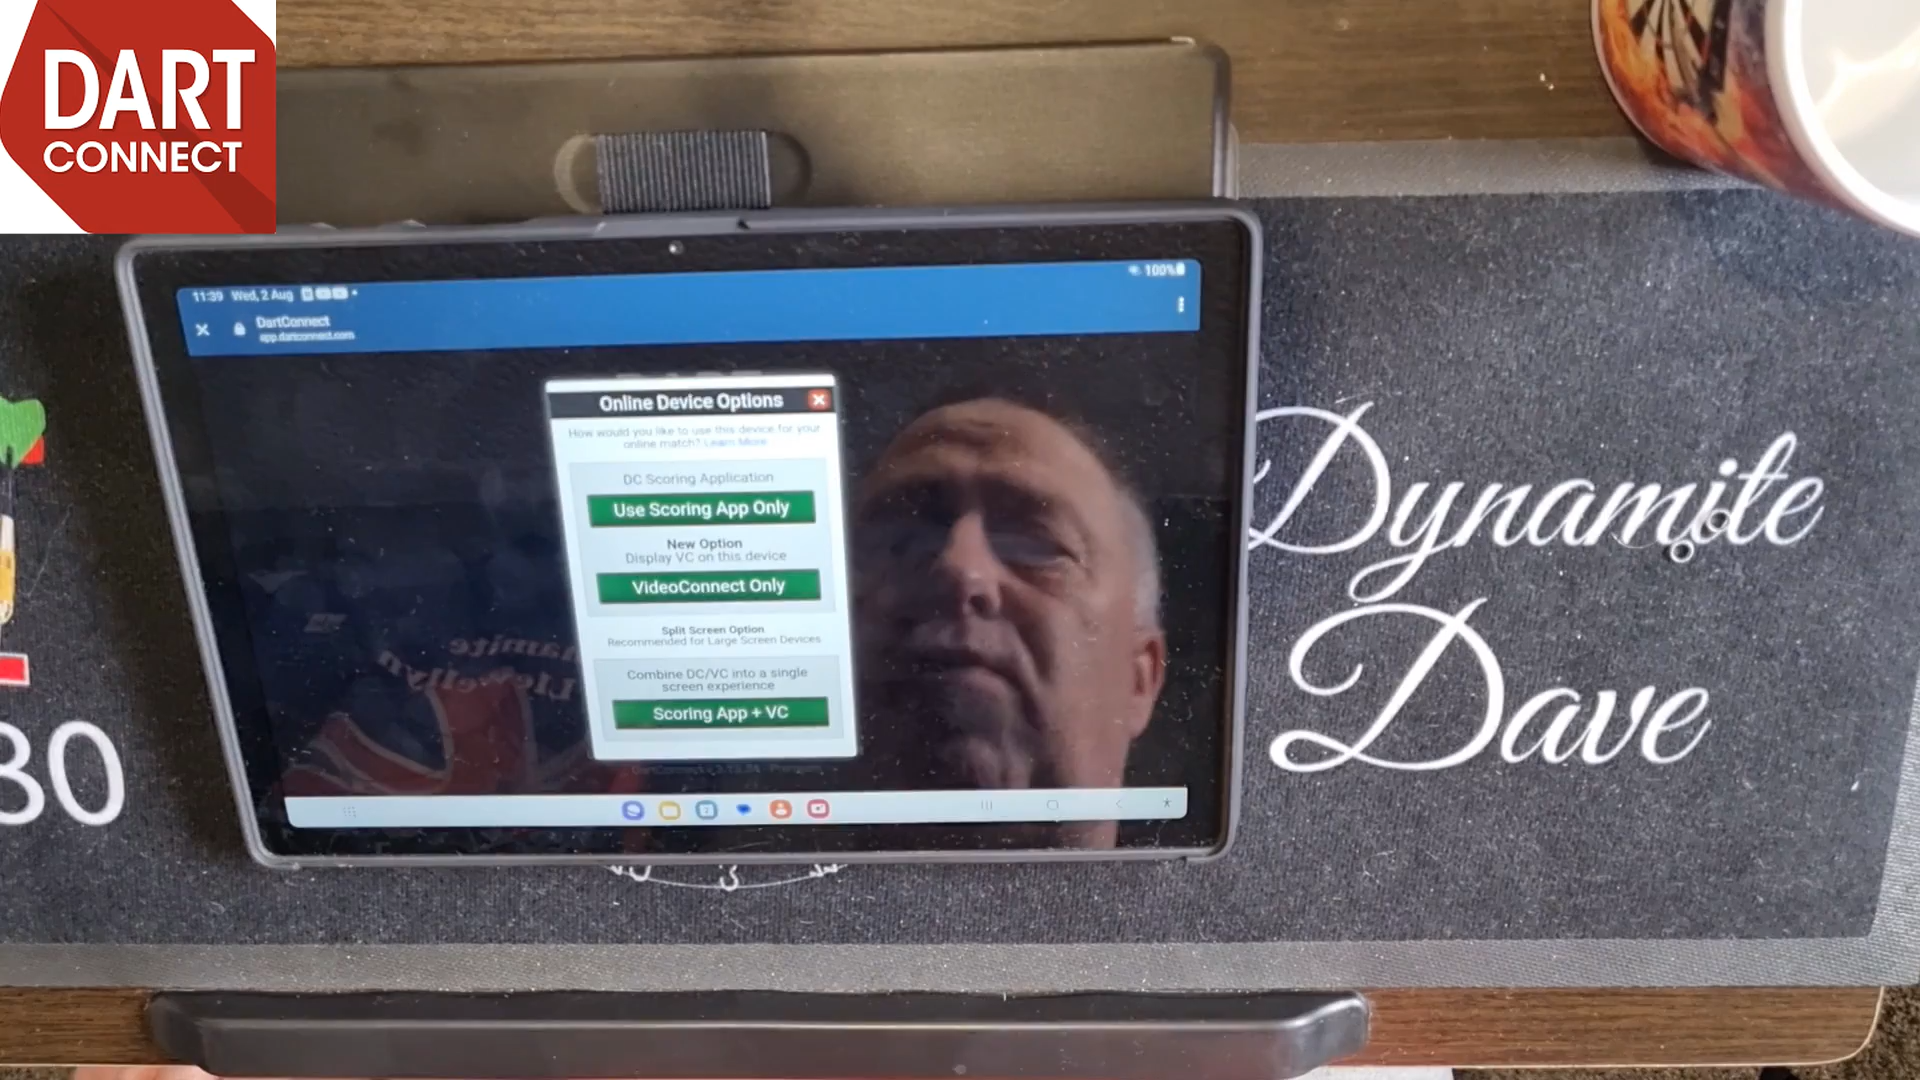 DART
CONNECT
11:39 Wed, 2 Aug
100%
DartConnect
app.dartconnect.com
Online Device Options
How would you like to use this device for your
online match? Learn More
DC Scoring Application
Use Scoring App Only
New Option
Display VC on this device
VideoConnect Only
Split Screen Option
Recommended for Large Screen Devices
Combine DC/VC into a single
screen experience
Scoring App + VC
Dynamite
Dave
80